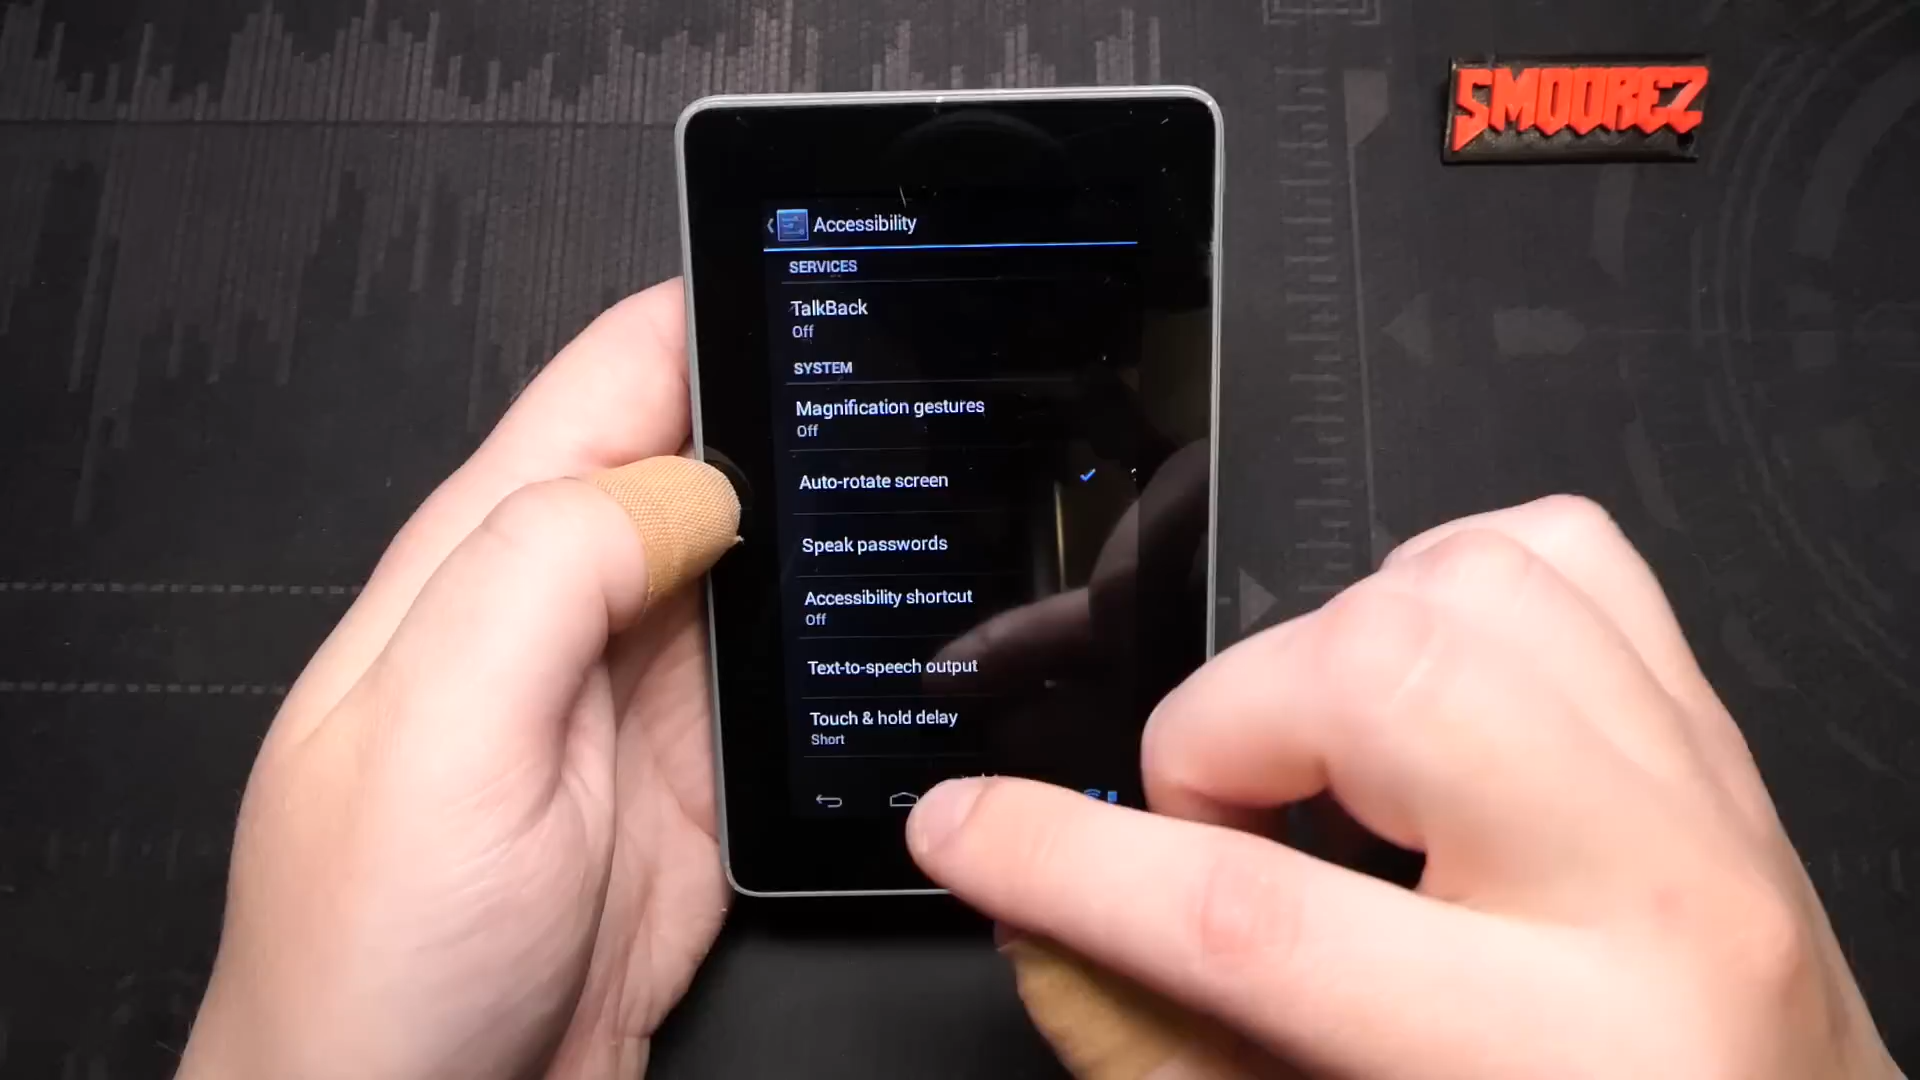 SMOOREZ
Accessibility
SERVICES
TalkBack
Off
SYSTEM
Magnification gestures
Off
Auto-rotate screen
Speak passwords
Accessibility shortcut
Off
Text-to-speech output
Touch & hold delay
Short